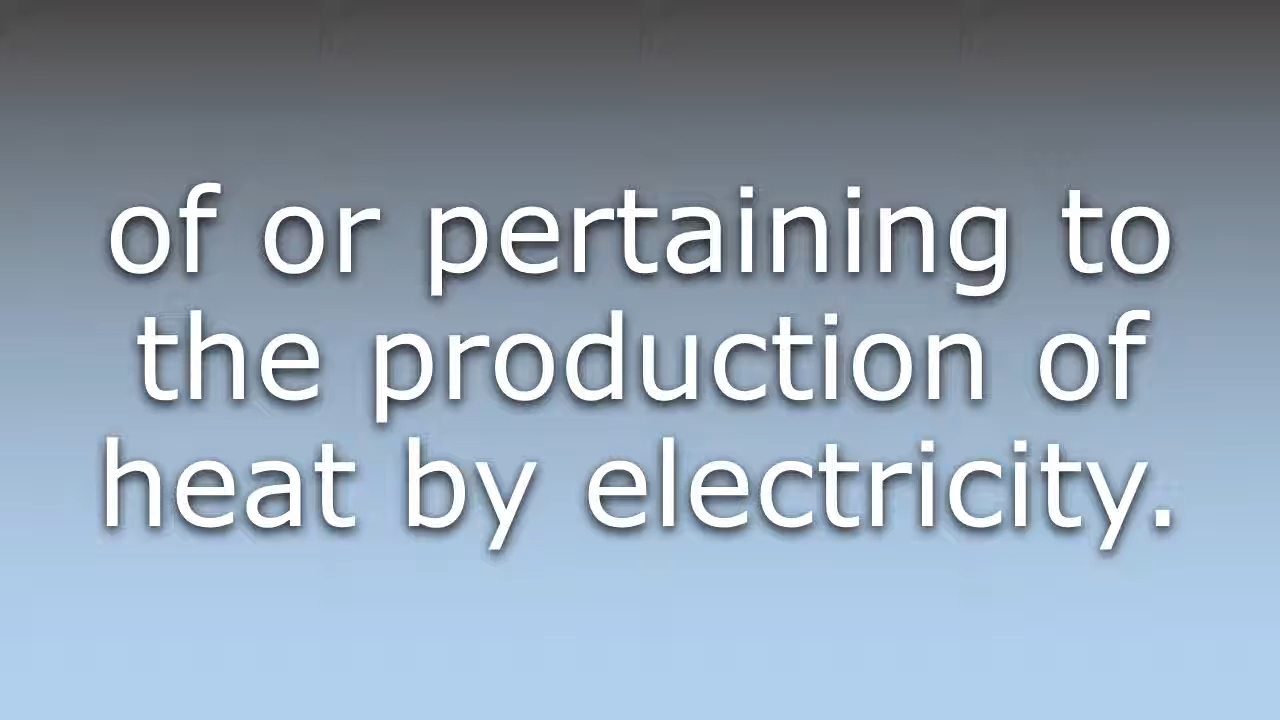 of or pertaining to
the production of
heat by electricity.